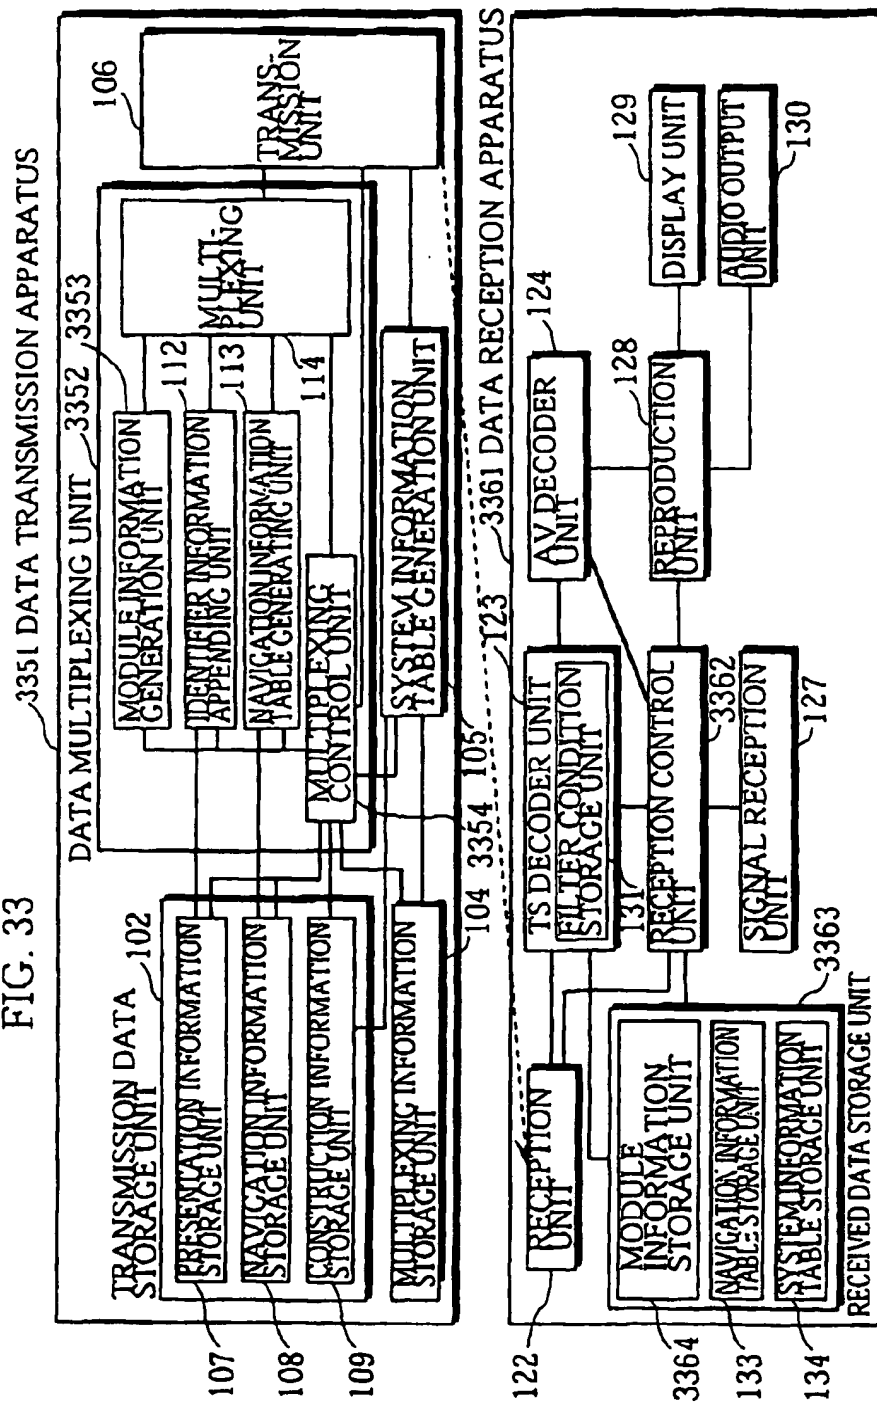 FIG. 33
3351 DATA TRANSMISSION APPARATUS
TRANSMISSION DATA
STORAGE UNIT
102
PRESENTATION INFORMATION
STORAGE UNIT
107
NAVIGATION INFORMATION
STORAGE UNIT
108
CONSTRUCTION INFORMATION
STORAGE UNIT
109
MULTIPLEXING INFORMATION
STORAGE UNIT
104
DATA MULTIPLEXING UNIT 3352
3353
MODULE INFORMATION
GENERATION UNIT
112
IDENTIFIER INFORMATION
APPENDING UNIT
113
NAVIGATION INFORMATION
TABLE GENERATING UNIT
114
MULTIPLEXING
CONTROL UNIT
3354
MULTI-
PLEXING
UNIT
SYSTEM INFORMATION
TABLE GENERATION UNIT
105
106
TRANS-
MISSION
UNIT
3361 DATA RECEPTION APPARATUS
RECEPTION
UNIT
122
TS DECODER UNIT
123
FILTER CONDITION
STORAGE UNIT
131
AV DECODER
UNIT
124
MODULE
INFORMATION
STORAGE UNIT
3364
NAVIGATION INFORMATION
TABLE STORAGE UNIT
133
SYSTEM INFORMATION
TABLE STORAGE UNIT
134
RECEIVED DATA STORAGE UNIT
3363
RECEPTION CONTROL
UNIT
3362
SIGNAL RECEPTION
UNIT
127
REPRODUCTION
UNIT
128
DISPLAY UNIT
129
AUDIO OUTPUT
UNIT
130